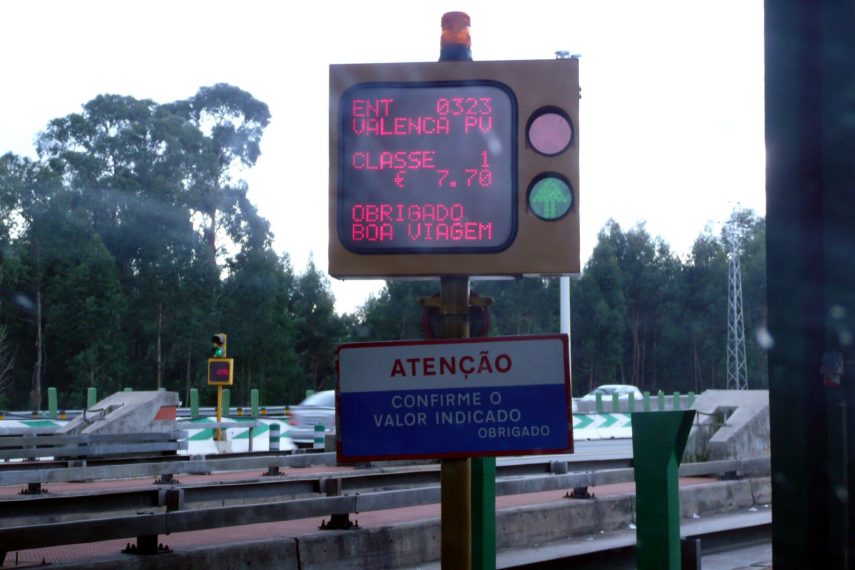 ENT 0323
VALENCA PV
CLASSE 1
€ 7.70
OBRIGADO
BOA VIAGEM
ATENÇÃO
CONFIRME O
VALOR INDICADO
OBRIGADO